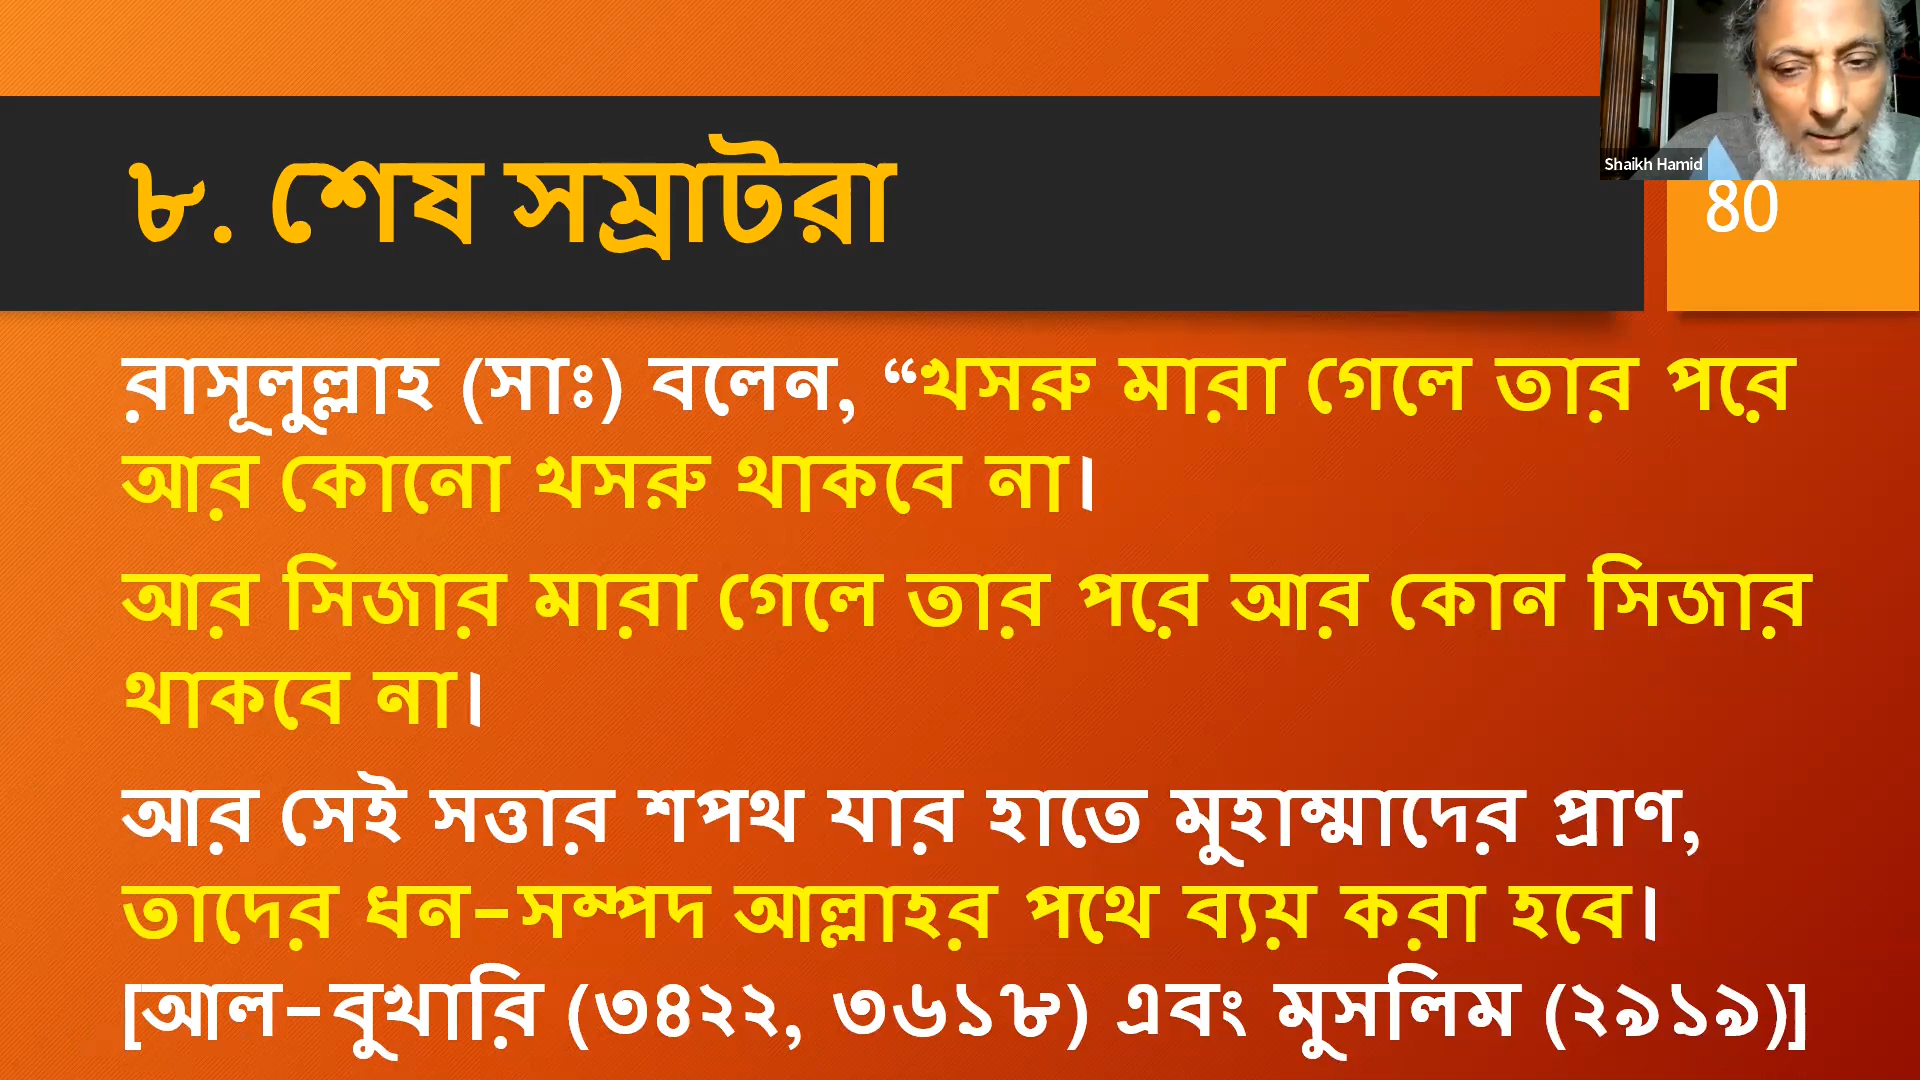 Shaikh Hamid
৮. শেষ সম্রাটরা
80
রাসূলুল্লাহ (সাঃ) বলেন, “খসরু মারা গেলে তার পরে
আর কোনো খসরু থাকবে না।
আর সিজার মারা গেলে তার পরে আর কোন সিজার
থাকবে না।
আর সেই সত্তার শপথ যার হাতে মুহাম্মাদের প্রাণ,
তাদের ধন-সম্পদ আল্লাহর পথে ব্যয় করা হবে।
[আল-বুখারি (৩৪২২, ৩৬১৮) এবং মুসলিম (২৯১৯)]